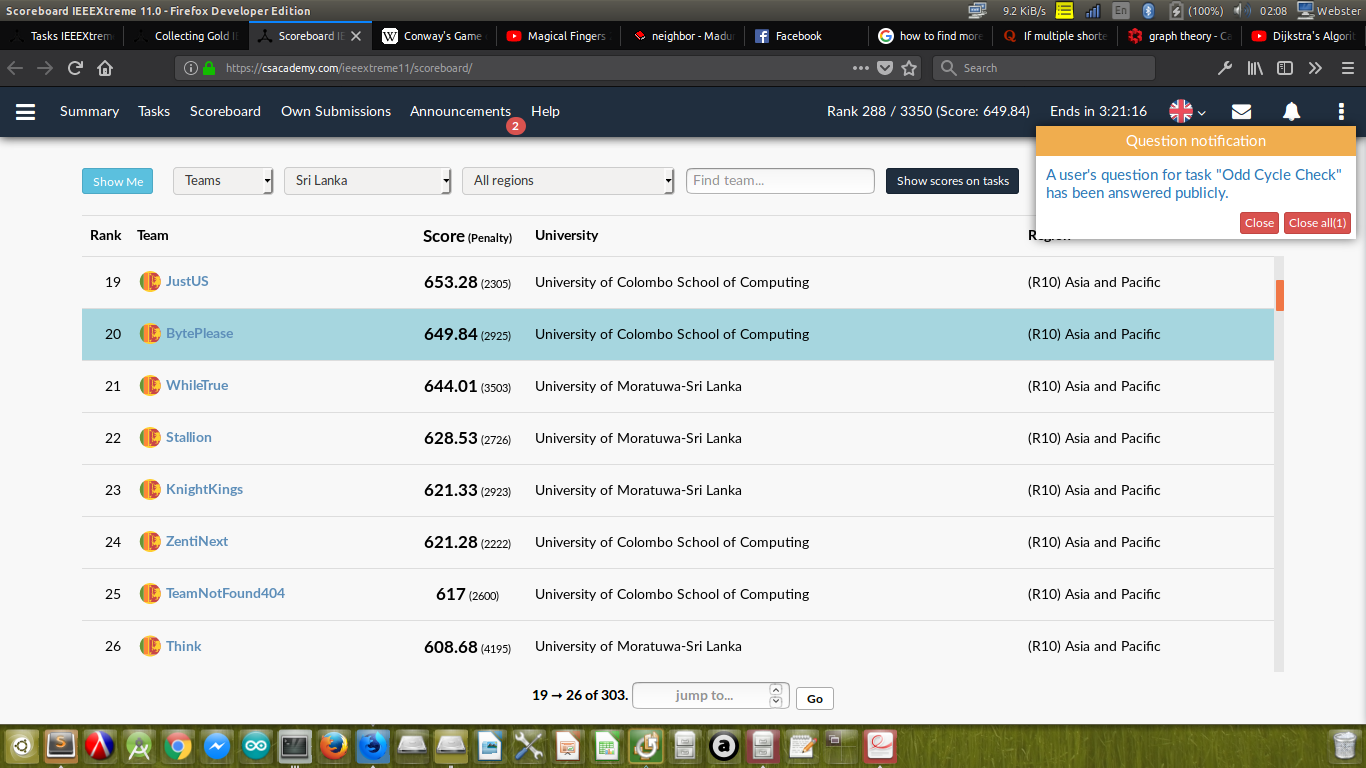 Scoreboard IEEEXtreme 11.0 - Firefox Developer Edition
9.2 KiB/s En (100%) 02:08 Webster
Tasks IEEEXtrem Collecting Gold I Scoreboard IE Conway's Game Magical Fingers neighbor - Madu Facebook how to find more If multiple shorte graph theory - Ca Dijkstra's Algorit
https://csacademy.com/ieeextreme11/scoreboard/ Search
Summary Tasks Scoreboard Own Submissions Announcements 2 Help Rank 288 / 3350 (Score: 649.84) Ends in 3:21:16
Question notification
A user's question for task "Odd Cycle Check"
has been answered publicly.
Close Close all(1)
Show Me Teams Sri Lanka All regions Find team... Show scores on tasks
Rank Team Score (Penalty) University Region
19 JustUS 653.28 (2305) University of Colombo School of Computing (R10) Asia and Pacific
20 BytePlease 649.84 (2925) University of Colombo School of Computing (R10) Asia and Pacific
21 WhileTrue 644.01 (3503) University of Moratuwa-Sri Lanka (R10) Asia and Pacific
22 Stallion 628.53 (2726) University of Moratuwa-Sri Lanka (R10) Asia and Pacific
23 KnightKings 621.33 (2923) University of Moratuwa-Sri Lanka (R10) Asia and Pacific
24 ZentiNext 621.28 (2222) University of Colombo School of Computing (R10) Asia and Pacific
25 TeamNotFound404 617 (2600) University of Colombo School of Computing (R10) Asia and Pacific
26 Think 608.68 (4195) University of Moratuwa-Sri Lanka (R10) Asia and Pacific
19 → 26 of 303. jump to... Go